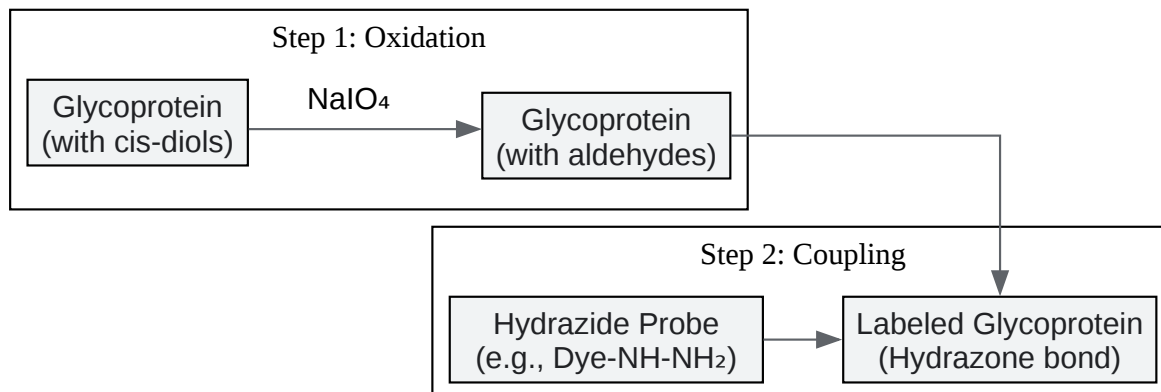 Step 1: Oxidation
Glycoprotein
(with cis-diols)
NaIO₄
Glycoprotein
(with aldehydes)
Step 2: Coupling
Hydrazide Probe
(e.g., Dye-NH-NH₂)
Labeled Glycoprotein
(Hydrazone bond)